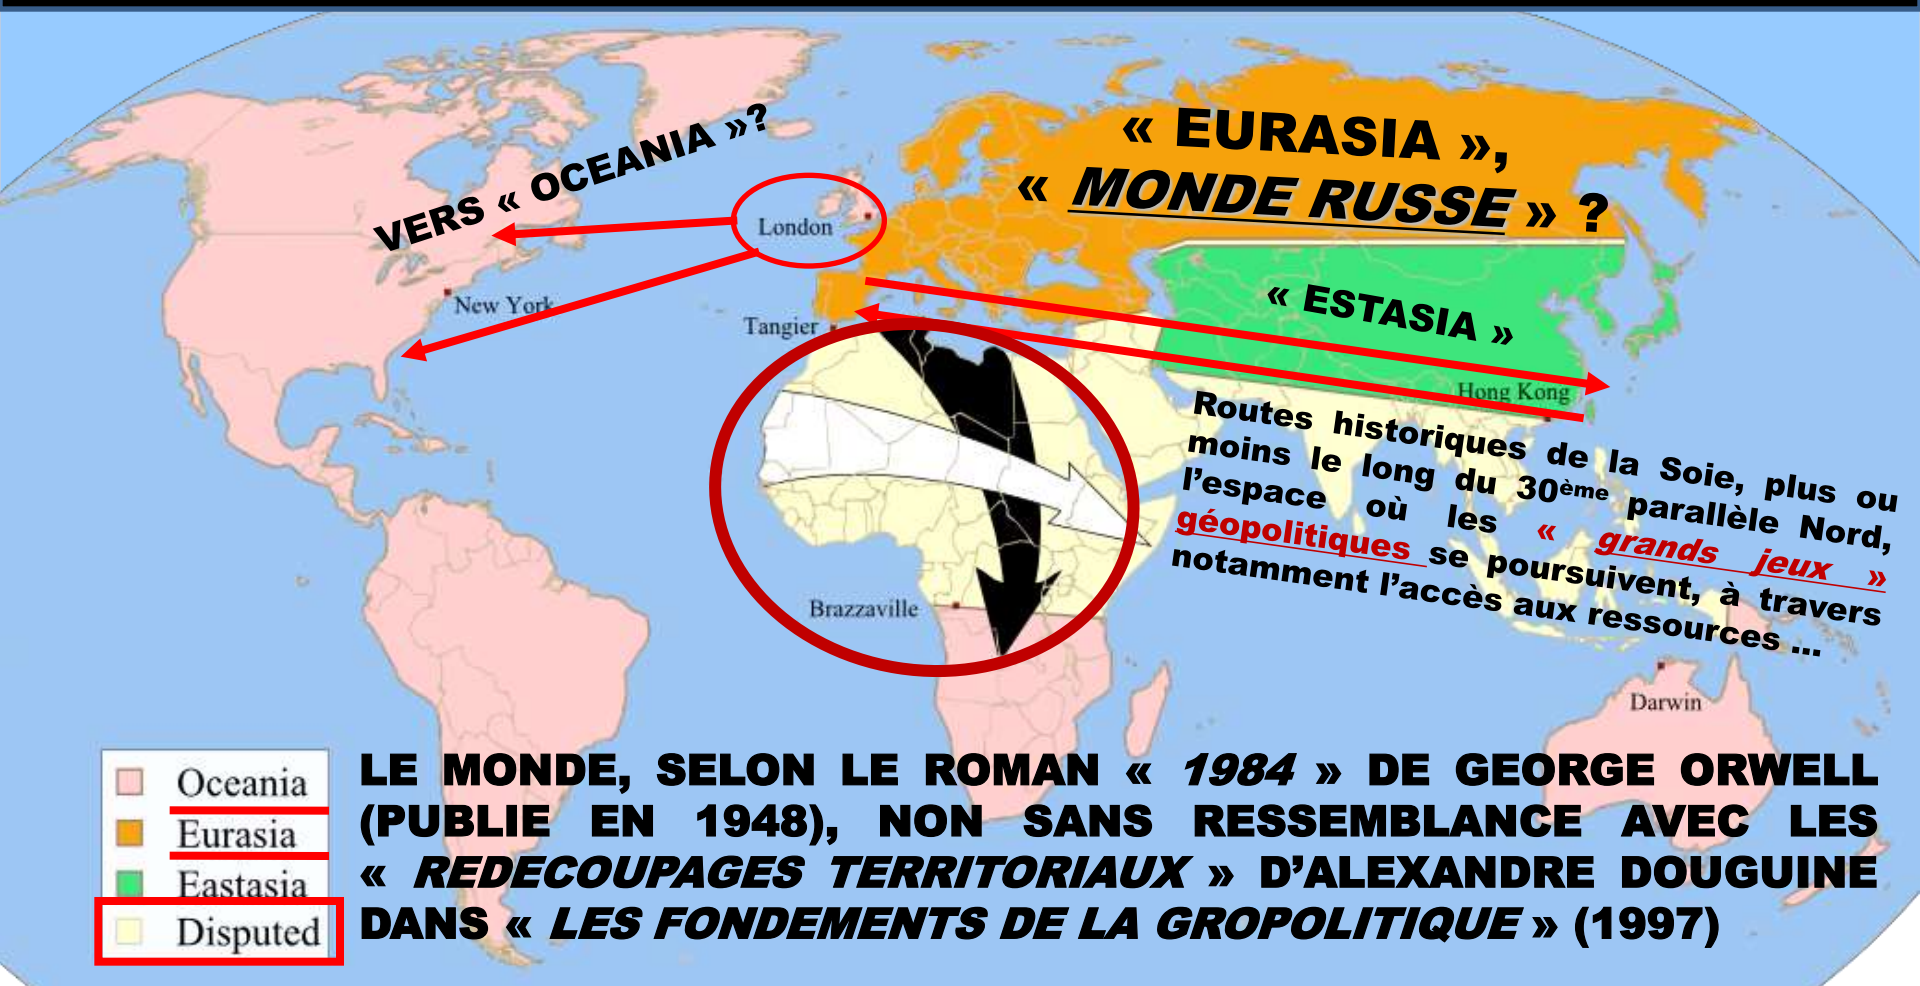 VERS « OCEANIA »?
« EURASIA »,
« MONDE RUSSE » ?
London
New York
Tangier
« ESTASIA »
Hong Kong
Routes historiques de la Soie, plus ou
moins le long du 30ème parallèle Nord,
l’espace où les « grands jeux »
géopolitiques se poursuivent, à travers
notamment l’accès aux ressources ...
Brazzaville
Darwin
Oceania
Eurasia
Eastasia
Disputed
LE MONDE, SELON LE ROMAN « 1984 » DE GEORGE ORWELL
(PUBLIE EN 1948), NON SANS RESSEMBLANCE AVEC LES
« REDECOUPAGES TERRITORIAUX » D’ALEXANDRE DOUGUINE
DANS « LES FONDEMENTS DE LA GROPOLITIQUE » (1997)